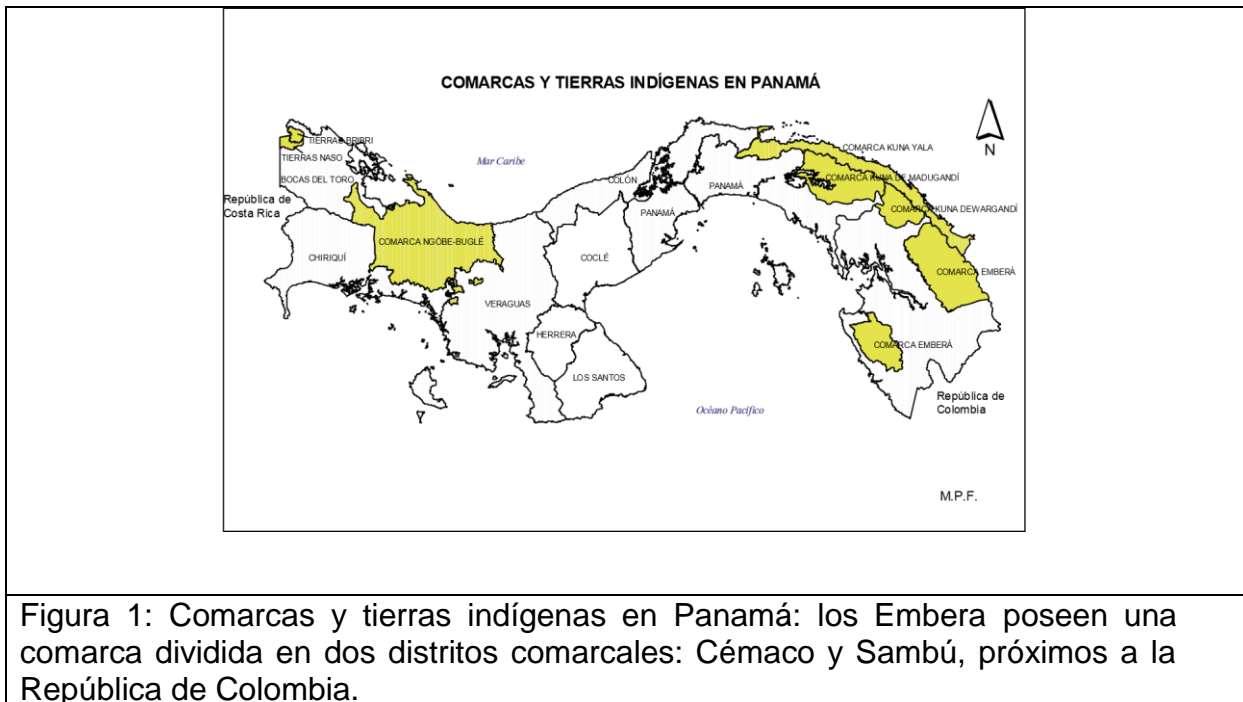 COMARCAS Y TIERRAS INDÍGENAS EN PANAMÁ
N
TIERRAS BRIBRI
TIERRAS NASO
BOCAS DEL TORO
República de
Costa Rica
Mar Caribe
CHIRIQUÍ
COMARCA NGÖBE-BUGLÉ
VERAGUAS
HERRERA
LOS SANTOS
COCLÉ
COLÓN
PANAMÁ
PANAMÁ
COMARCA KUNA YALA
COMARCA KUNA DE MADUGANDÍ
COMARCA KUNA DEWARGANDÍ
COMARCA EMBERÁ
COMARCA EMBERÁ
República de
Colombia
Océano Pacífico
M.P.F.
Figura 1: Comarcas y tierras indígenas en Panamá: los Embera poseen una
comarca dividida en dos distritos comarcales: Cémaco y Sambú, próximos a la
República de Colombia.